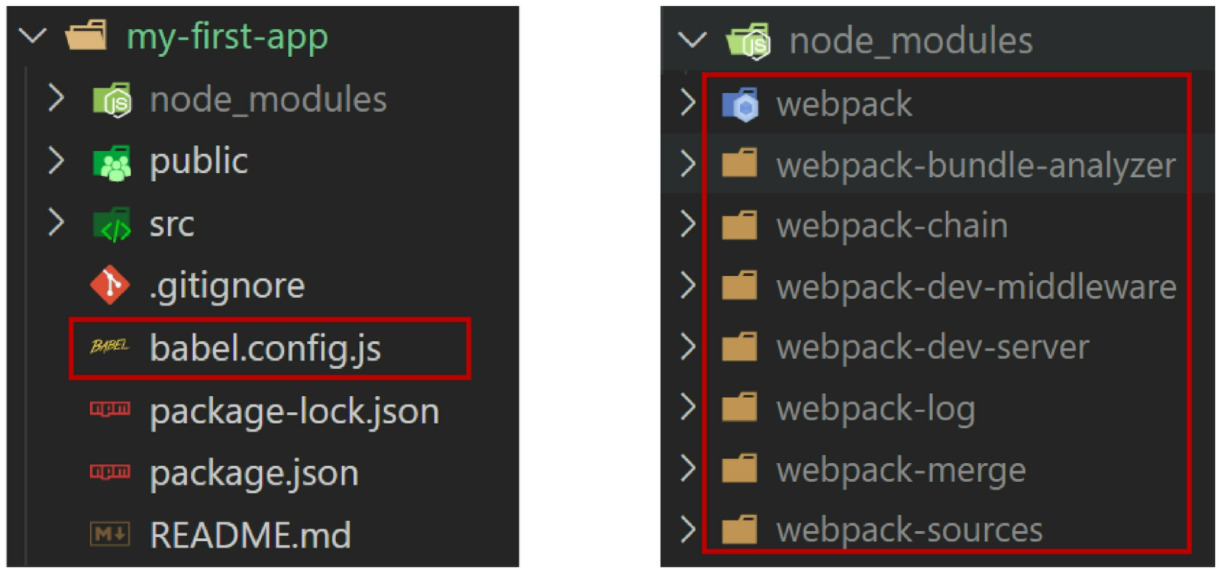 my-first-app
node_modules
public
src
.gitignore
BABEL babel.config.js
npm package-lock.json
npm package.json
M↓ README.md
JS node_modules
webpack
webpack-bundle-analyzer
webpack-chain
webpack-dev-middleware
webpack-dev-server
webpack-log
webpack-merge
webpack-sources